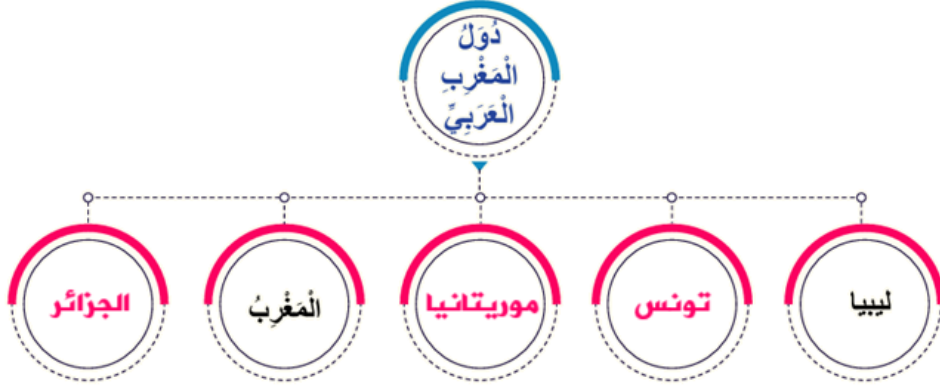 دُوَلُ
الْمَغْرِبِ
الْعَرَبِيِّ
ليبيا
تونس
موريتانيا
الْمَغْرِبُ
الجزائر